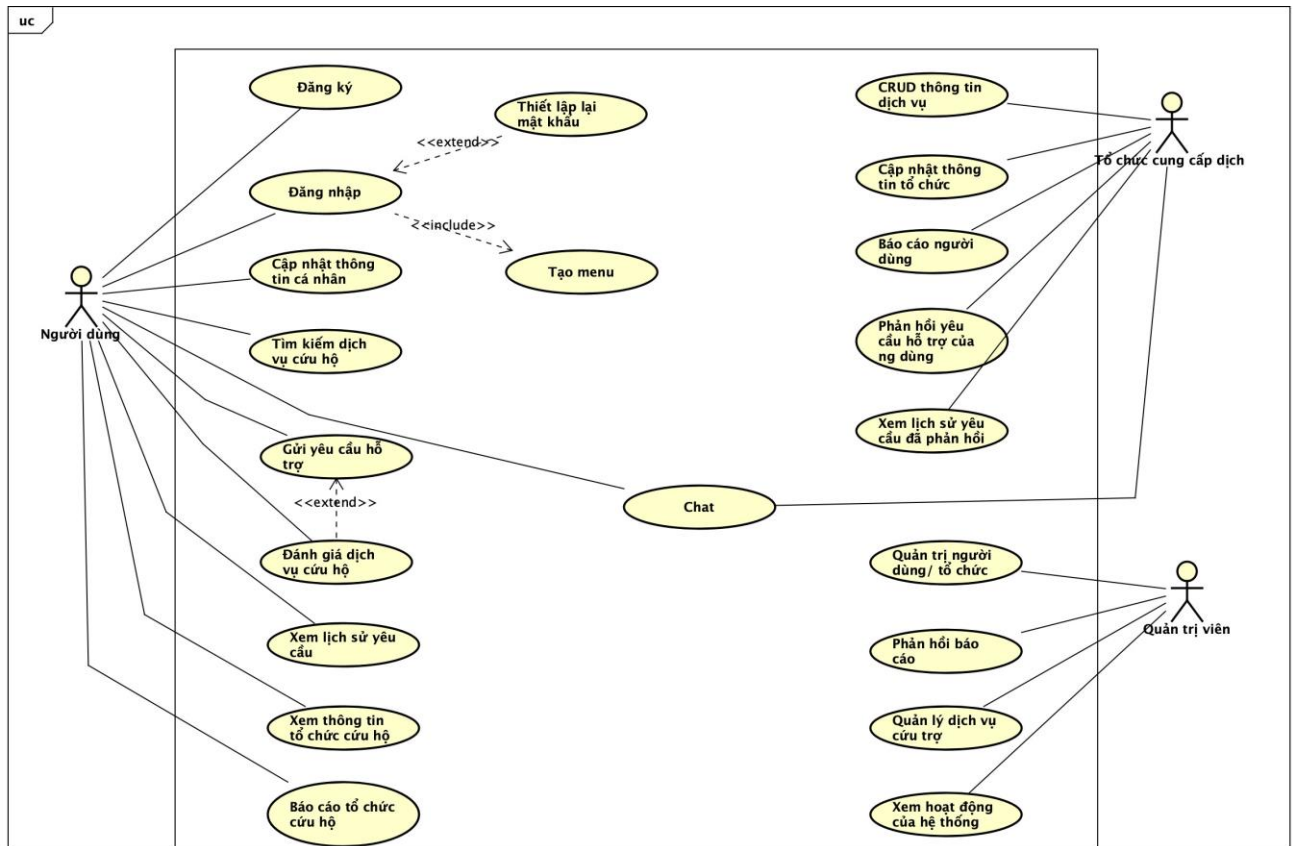 uc
Đăng ký
Thiết lập lại
mật khẩu
<<extend>>
Đăng nhập
<<include>>
Tạo menu
Cập nhật thông
tin cá nhân
Người dùng
Tìm kiếm dịch
vụ cứu hộ
Gửi yêu cầu hỗ
trợ
<<extend>>
Đánh giá dịch
vụ cứu hộ
Xem lịch sử yêu
cầu
Xem thông tin
tổ chức cứu hộ
Báo cáo tổ chức
cứu hộ
Chat
CRUD thông tin
dịch vụ
Cập nhật thông
tin tổ chức
Báo cáo người
dùng
Phản hồi yêu
cầu hỗ trợ của
ng dùng
Xem lịch sử yêu
cầu đã phản hồi
Tổ chức cung cấp dịch
Quản trị người
dùng/ tổ chức
Phản hồi báo
cáo
Quản lý dịch vụ
cứu trợ
Xem hoạt động
của hệ thống
Quản trị viên